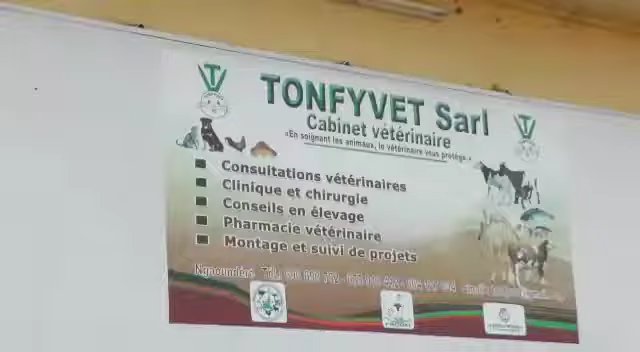 TONFYVET Sarl
Cabinet vétérinaire
«En soignant les animaux, le vétérinaire vous protège.»
Consultations vétérinaires
Clinique et chirurgie
Conseils en élevage
Pharmacie vétérinaire
Montage et suivi de projets
Ngaoundéré